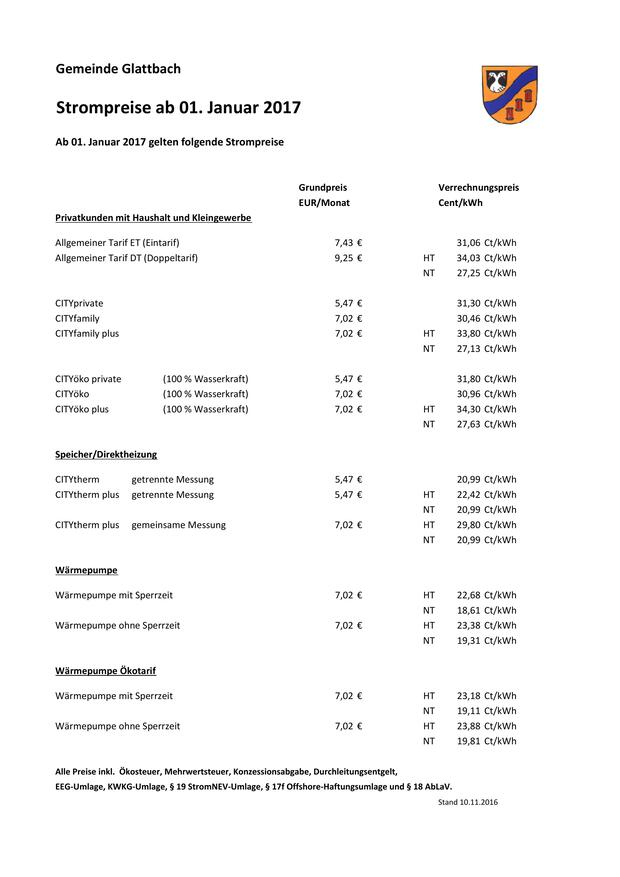 Gemeinde Glattbach
Strompreise ab 01. Januar 2017
Ab 01. Januar 2017 gelten folgende Strompreise
Grundpreis Verrechnungspreis
EUR/Monat Cent/kWh
Privatkunden mit Haushalt und Kleingewerbe
Allgemeiner Tarif ET (Eintarif) 7,43 € 31,06 Ct/kWh
Allgemeiner Tarif DT (Doppeltarif) 9,25 € HT 34,03 Ct/kWh
NT 27,25 Ct/kWh
CITYprivate 5,47 € 31,30 Ct/kWh
CITYfamily 7,02 € 30,46 Ct/kWh
CITYfamily plus 7,02 € HT 33,80 Ct/kWh
NT 27,13 Ct/kWh
CITYöko private (100 % Wasserkraft) 5,47 € 31,80 Ct/kWh
CITYöko (100 % Wasserkraft) 7,02 € 30,96 Ct/kWh
CITYöko plus (100 % Wasserkraft) 7,02 € HT 34,30 Ct/kWh
NT 27,63 Ct/kWh
Speicher/Direktheizung
CITYtherm getrennte Messung 5,47 € 20,99 Ct/kWh
CITYtherm plus getrennte Messung 5,47 € HT 22,42 Ct/kWh
NT 20,99 Ct/kWh
CITYtherm plus gemeinsame Messung 7,02 € HT 29,80 Ct/kWh
NT 20,99 Ct/kWh
Wärmepumpe
Wärmepumpe mit Sperrzeit 7,02 € HT 22,68 Ct/kWh
NT 18,61 Ct/kWh
Wärmepumpe ohne Sperrzeit 7,02 € HT 23,38 Ct/kWh
NT 19,31 Ct/kWh
Wärmepumpe Ökotarif
Wärmepumpe mit Sperrzeit 7,02 € HT 23,18 Ct/kWh
NT 19,11 Ct/kWh
Wärmepumpe ohne Sperrzeit 7,02 € HT 23,88 Ct/kWh
NT 19,81 Ct/kWh
Alle Preise inkl. Ökosteuer, Mehrwertsteuer, Konzessionsabgabe, Durchleitungsentgelt,
EEG-Umlage, KWKG-Umlage, § 19 StromNEV-Umlage, § 17f Offshore-Haftungsumlage und § 18 AbLaV.
Stand 10.11.2016